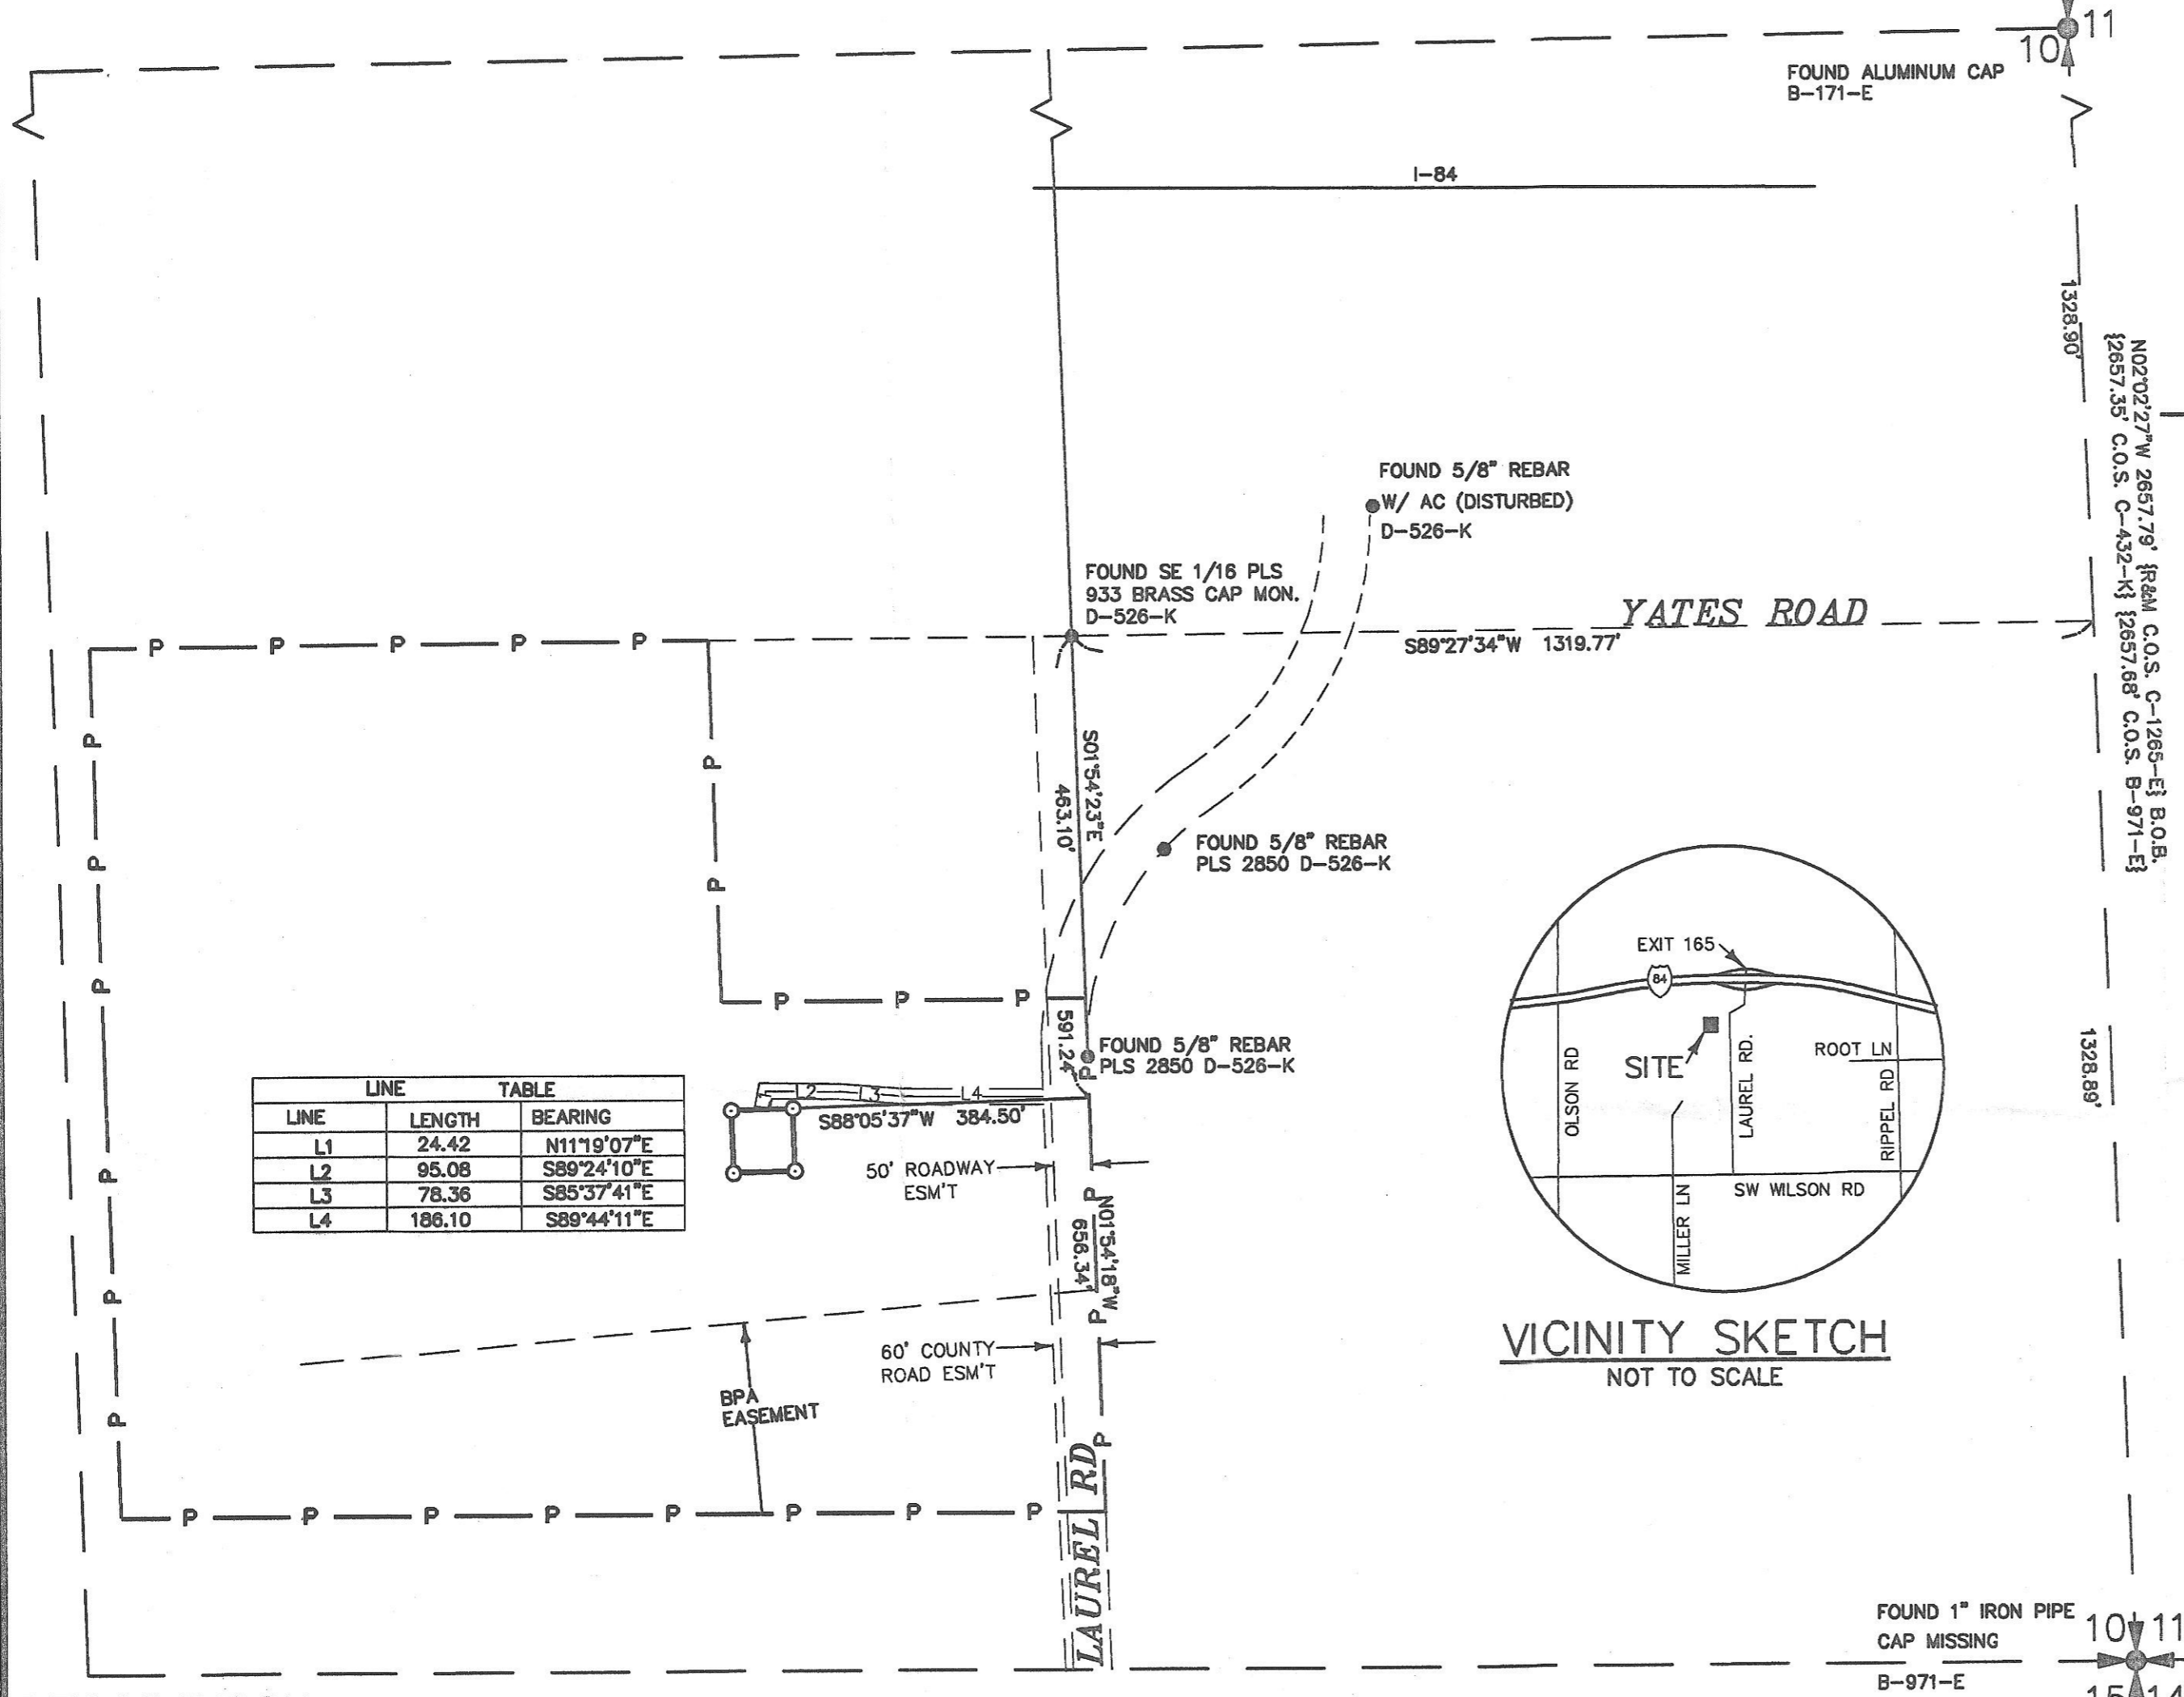 11
10
FOUND ALUMINUM CAP
B-171-E
I-84
1328.90'
N02°02'27"W 2657.79' {R&M C.O.S. C-1265-E} B.O.B.
{2657.35' C.O.S. C-432-K} {2657.68' C.O.S. B-971-E}
FOUND 5/8" REBAR
W/ AC (DISTURBED)
D-526-K
FOUND SE 1/16 PLS
933 BRASS CAP MON.
D-526-K
YATES ROAD
S89°27'34"W 1319.77'
P P P P P
P
P
P
P
P
P
P
P
P
S01°54'23"E
463.10'
FOUND 5/8" REBAR
PLS 2850 D-526-K
P P P
591.24'
FOUND 5/8" REBAR
PLS 2850 D-526-K
P
LINE TABLE
LINE LENGTH BEARING
L1 24.42 N11°19'07"E
L2 95.08 S89°24'10"E
L3 78.36 S85°37'41"E
L4 186.10 S89°44'11"E
L2 L3 L4
S88°05'37"W 384.50'
50' ROADWAY
ESM'T
P
N01°54'18"W
656.34'
P
60' COUNTY
ROAD ESM'T
BPA
EASEMENT
P
P P P P P P P P
LAUREL RD
EXIT 165
84
SITE
OLSON RD
LAUREL RD.
ROOT LN
RIPPEL RD
SW WILSON RD
MILLER LN
VICINITY SKETCH
NOT TO SCALE
1328.89'
FOUND 1" IRON PIPE
CAP MISSING
B-971-E
10 11
15 14